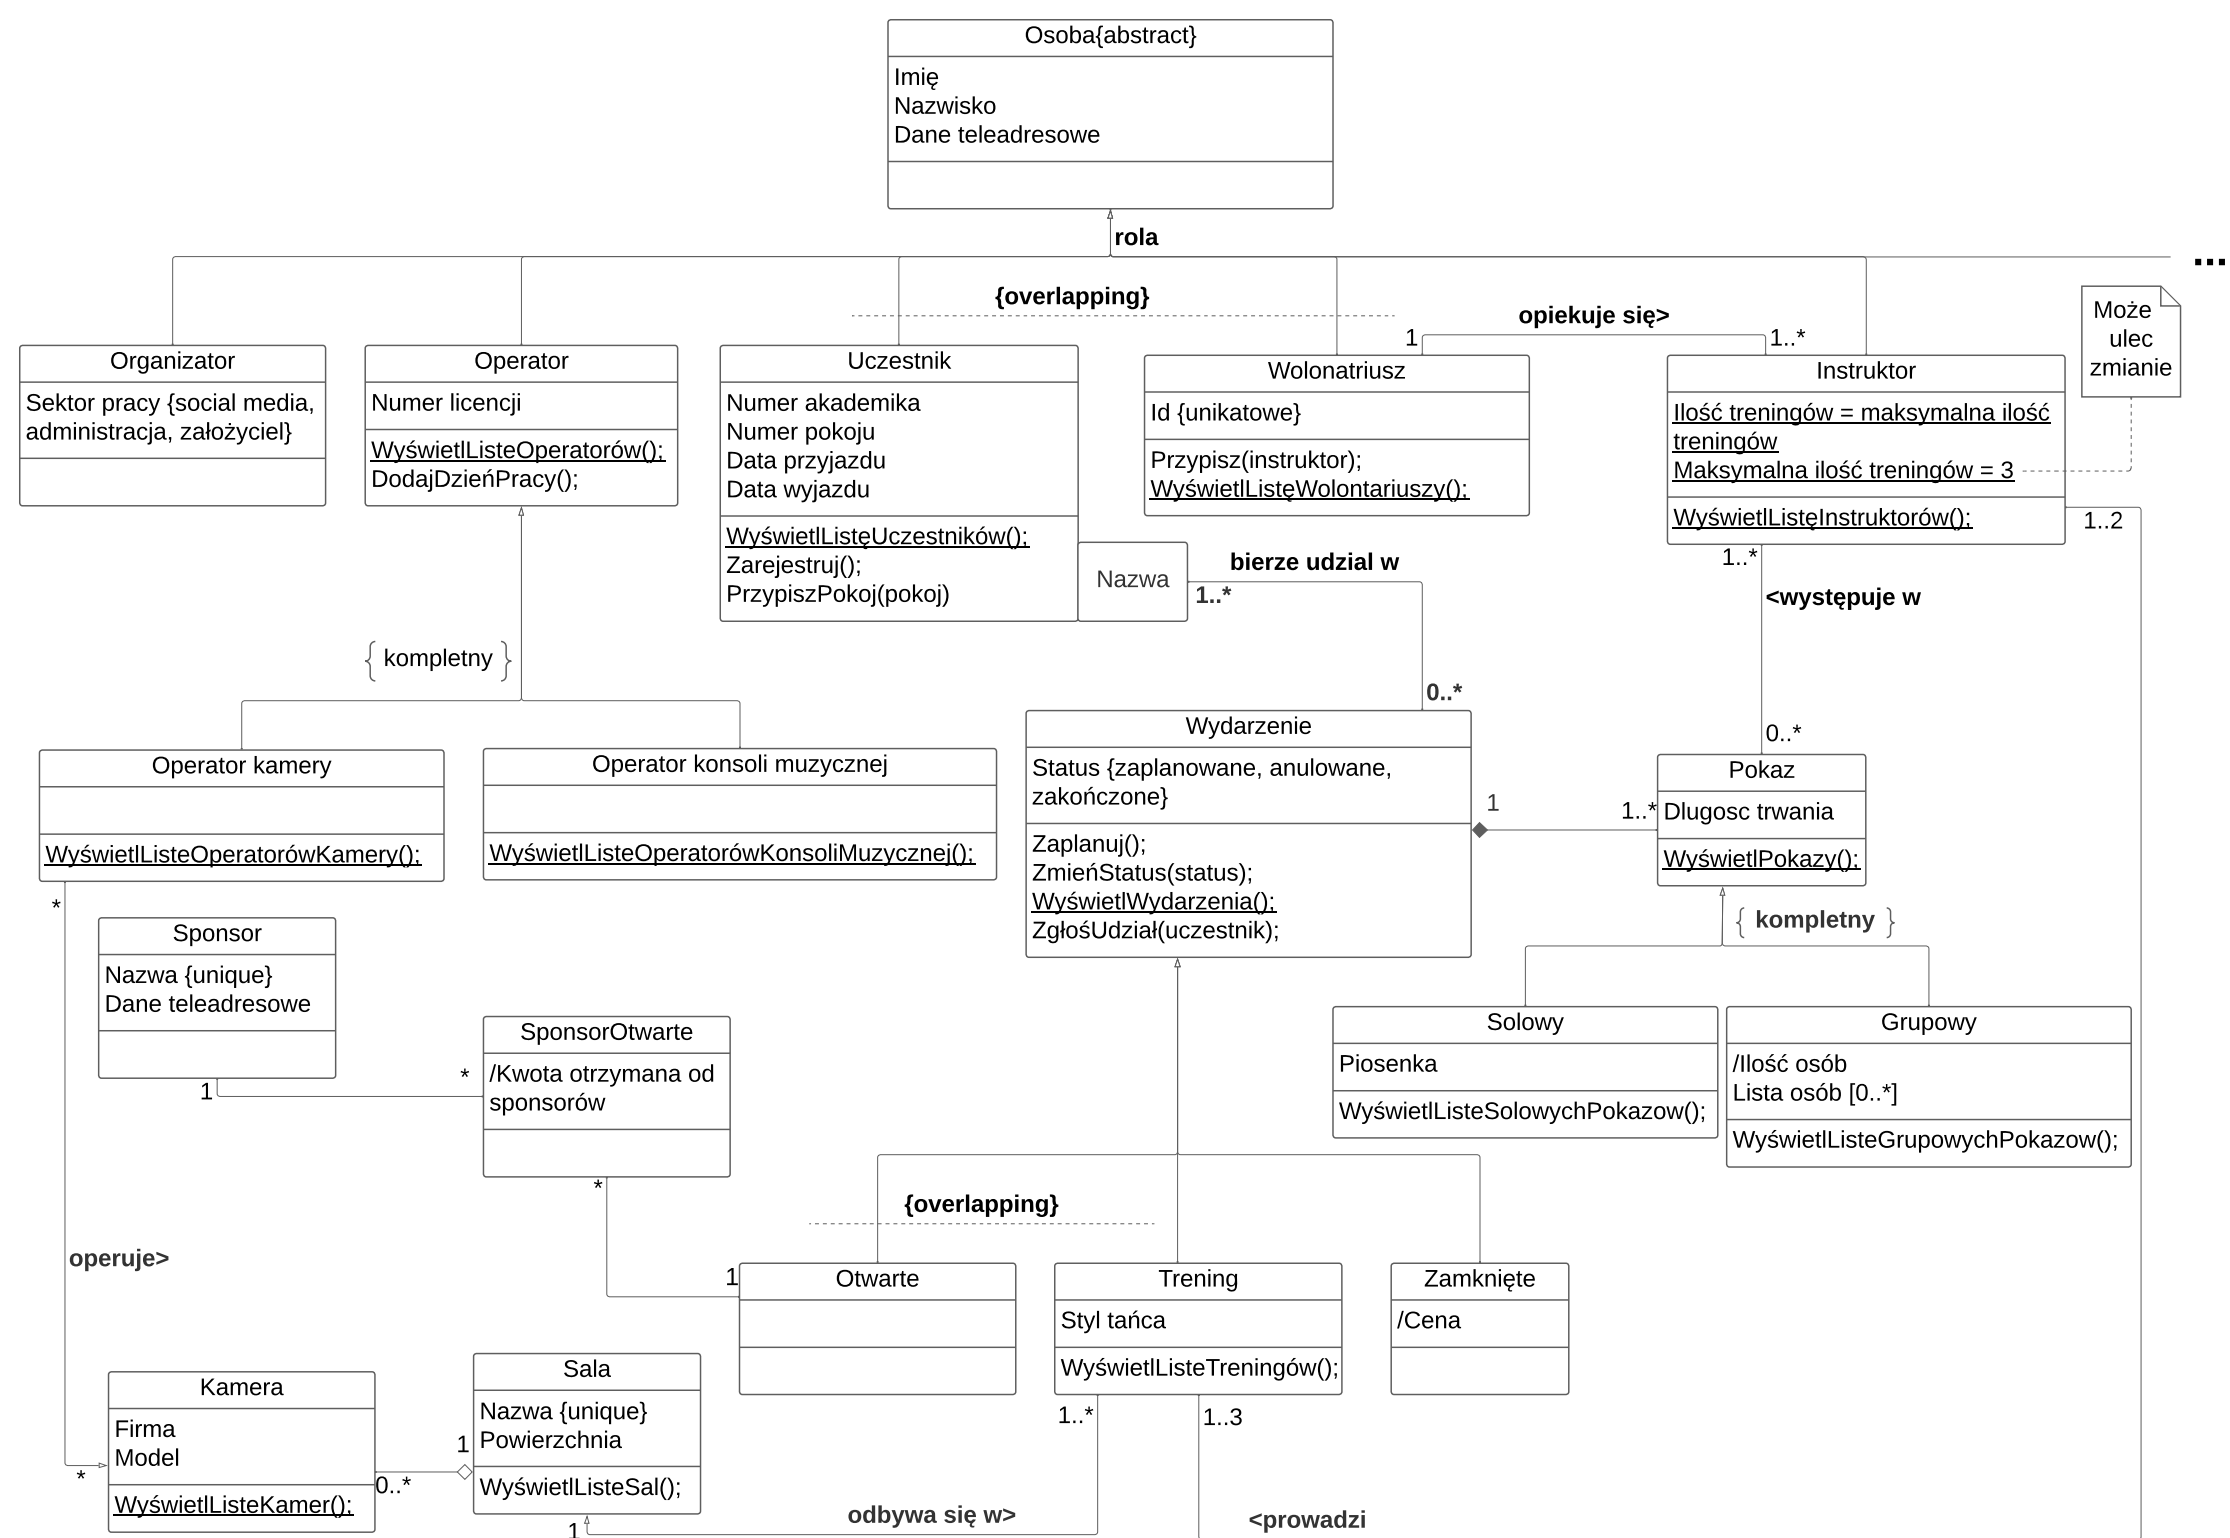 Osoba{abstract}
Imię
Nazwisko
Dane teleadresowe
rola
...
{overlapping}
opiekuje się>
1
1..*
Może
ulec
zmianie
Organizator
Sektor pracy {social media,
administracja, założyciel}
Operator
Numer licencji
WyświetlListeOperatorów();
DodajDzieńPracy();
Uczestnik
Numer akademika
Numer pokoju
Data przyjazdu
Data wyjazdu
WyświetlListęUczestników();
Zarejestruj();
PrzypiszPokoj(pokoj)
Nazwa
Wolonatriusz
Id {unikatowe}
Przypisz(instruktor);
WyświetlListęWolontariuszy();
Instruktor
Ilość treningów = maksymalna ilość
treningów
Maksymalna ilość treningów = 3
WyświetlListęInstruktorów();
1..2
1..*
bierze udzial w
1..*
<występuje w
{ kompletny }
0..*
0..*
Operator kamery
WyświetlListeOperatorówKamery();
Operator konsoli muzycznej
WyświetlListeOperatorówKonsoliMuzycznej();
Wydarzenie
Status {zaplanowane, anulowane,
zakończone}
Zaplanuj();
ZmieńStatus(status);
WyświetlWydarzenia();
ZgłośUdział(uczestnik);
1
1..*
Pokaz
Dlugosc trwania
WyświetlPokazy();
{ kompletny }
*
Sponsor
Nazwa {unique}
Dane teleadresowe
1
*
SponsorOtwarte
/Kwota otrzymana od
sponsorów
*
Solowy
Piosenka
WyświetlListeSolowychPokazow();
Grupowy
/Ilość osób
Lista osób [0..*]
WyświetlListeGrupowychPokazow();
{overlapping}
operuje>
1
Otwarte
Trening
Styl tańca
WyświetlListeTreningów();
Zamknięte
/Cena
Kamera
Firma
Model
WyświetlListeKamer();
*
0..*
1
Sala
Nazwa {unique}
Powierzchnia
WyświetlListeSal();
1
1..*
1..3
odbywa się w>
<prowadzi